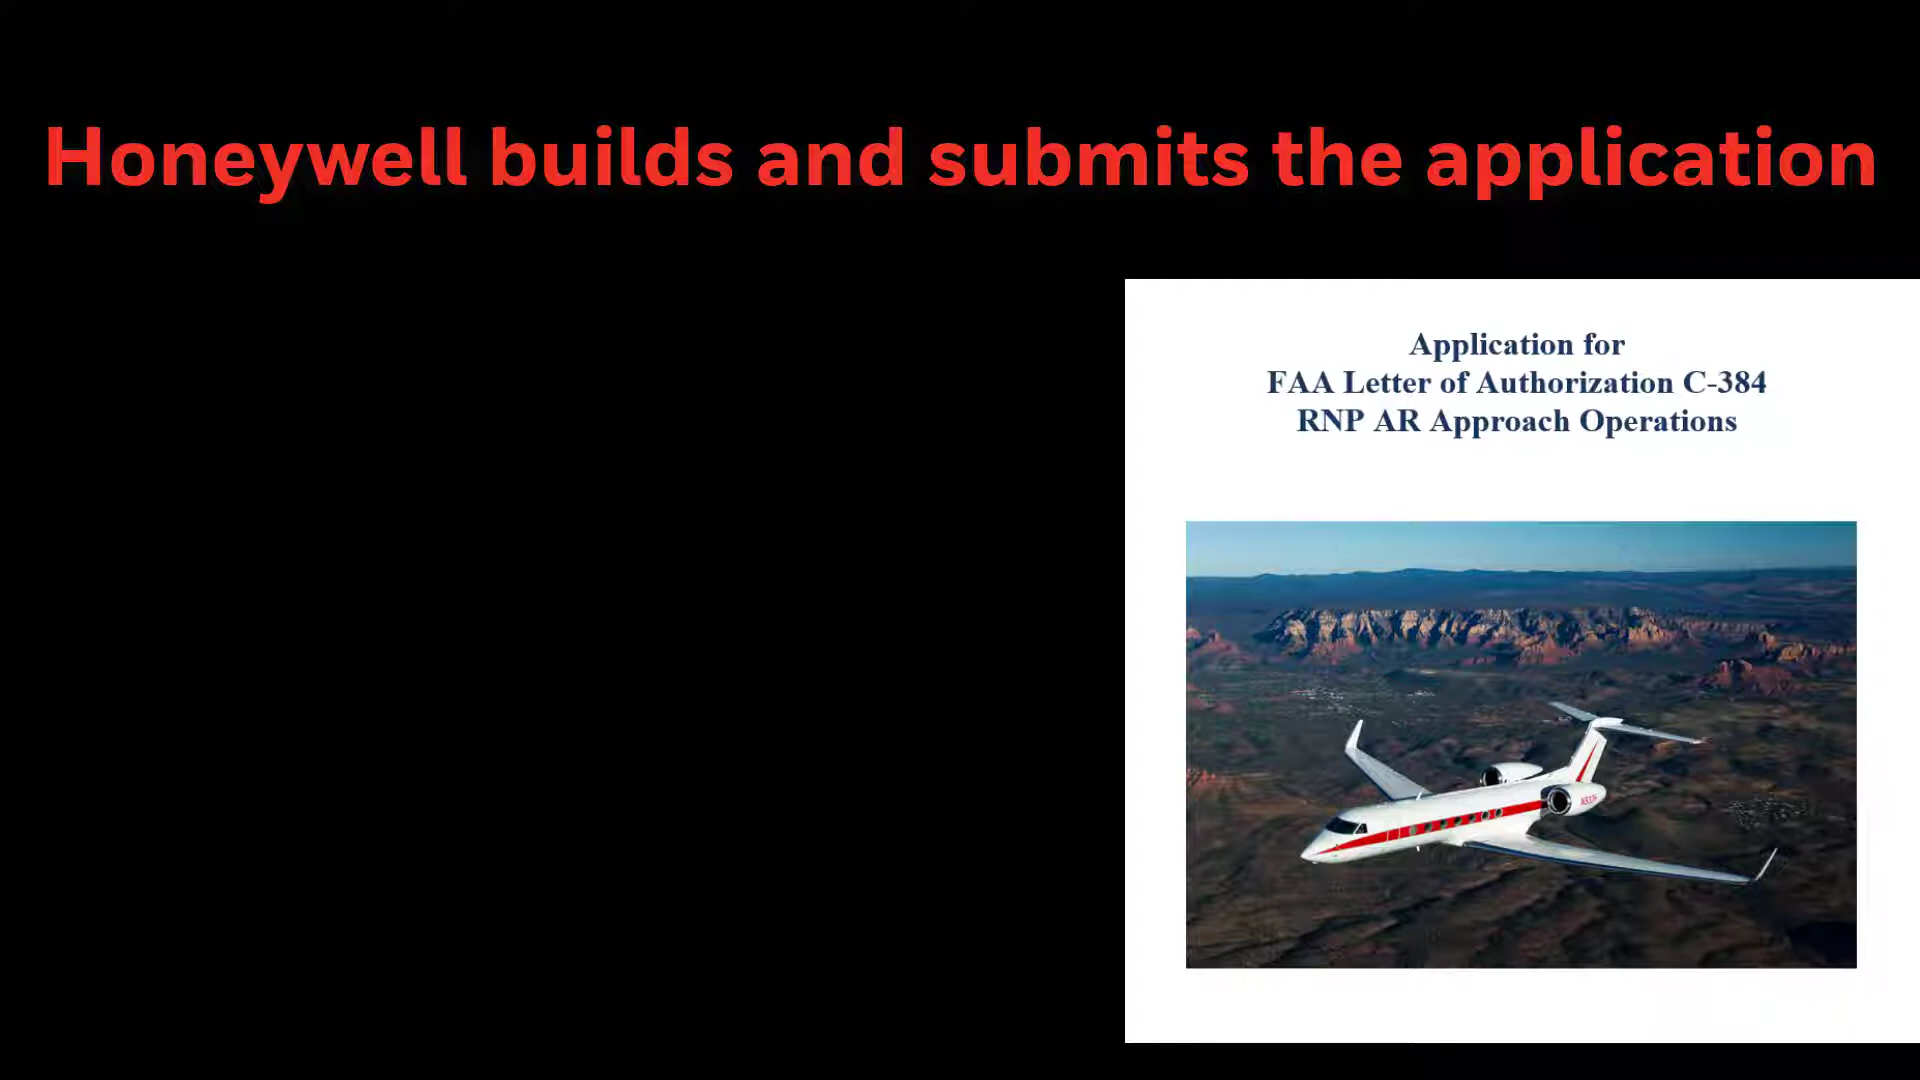 Honeywell builds and submits the application
Application for
FAA Letter of Authorization C-384
RNP AR Approach Operations